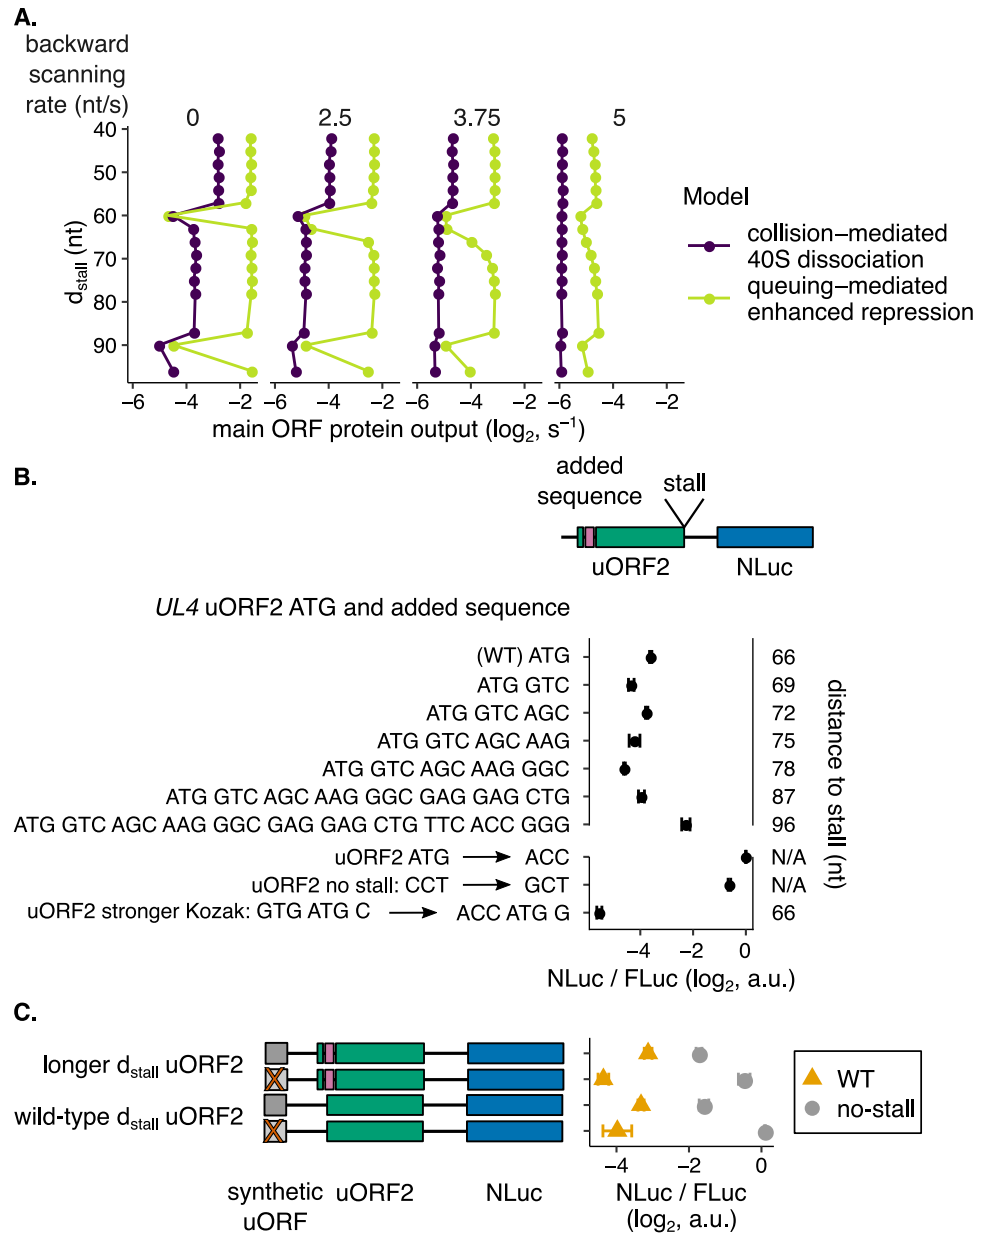 A.
backward
scanning
rate (nt/s)
0 2.5 3.75 5
40
50
60
70
80
90
d_stall (nt)
−6 −4 −2 −6 −4 −2 −6 −4 −2 −6 −4 −2
main ORF protein output (log₂, s⁻¹)
Model
collision−mediated
40S dissociation
queuing−mediated
enhanced repression
B.
added
sequence
stall
uORF2 NLuc
UL4 uORF2 ATG and added sequence
(WT) ATG 66
ATG GTC 69
ATG GTC AGC 72
ATG GTC AGC AAG 75
ATG GTC AGC AAG GGC 78
ATG GTC AGC AAG GGC GAG GAG CTG 87
ATG GTC AGC AAG GGC GAG GAG CTG TTC ACC GGG 96
uORF2 ATG → ACC N/A
uORF2 no stall: CCT → GCT N/A
uORF2 stronger Kozak: GTG ATG C → ACC ATG G 66
distance to stall (nt)
−4 −2 0
NLuc / FLuc (log₂, a.u.)
C.
longer d_stall uORF2
wild−type d_stall uORF2
X
X
synthetic
uORF
uORF2
NLuc
−4 −2 0
NLuc / FLuc
(log₂, a.u.)
WT
no−stall